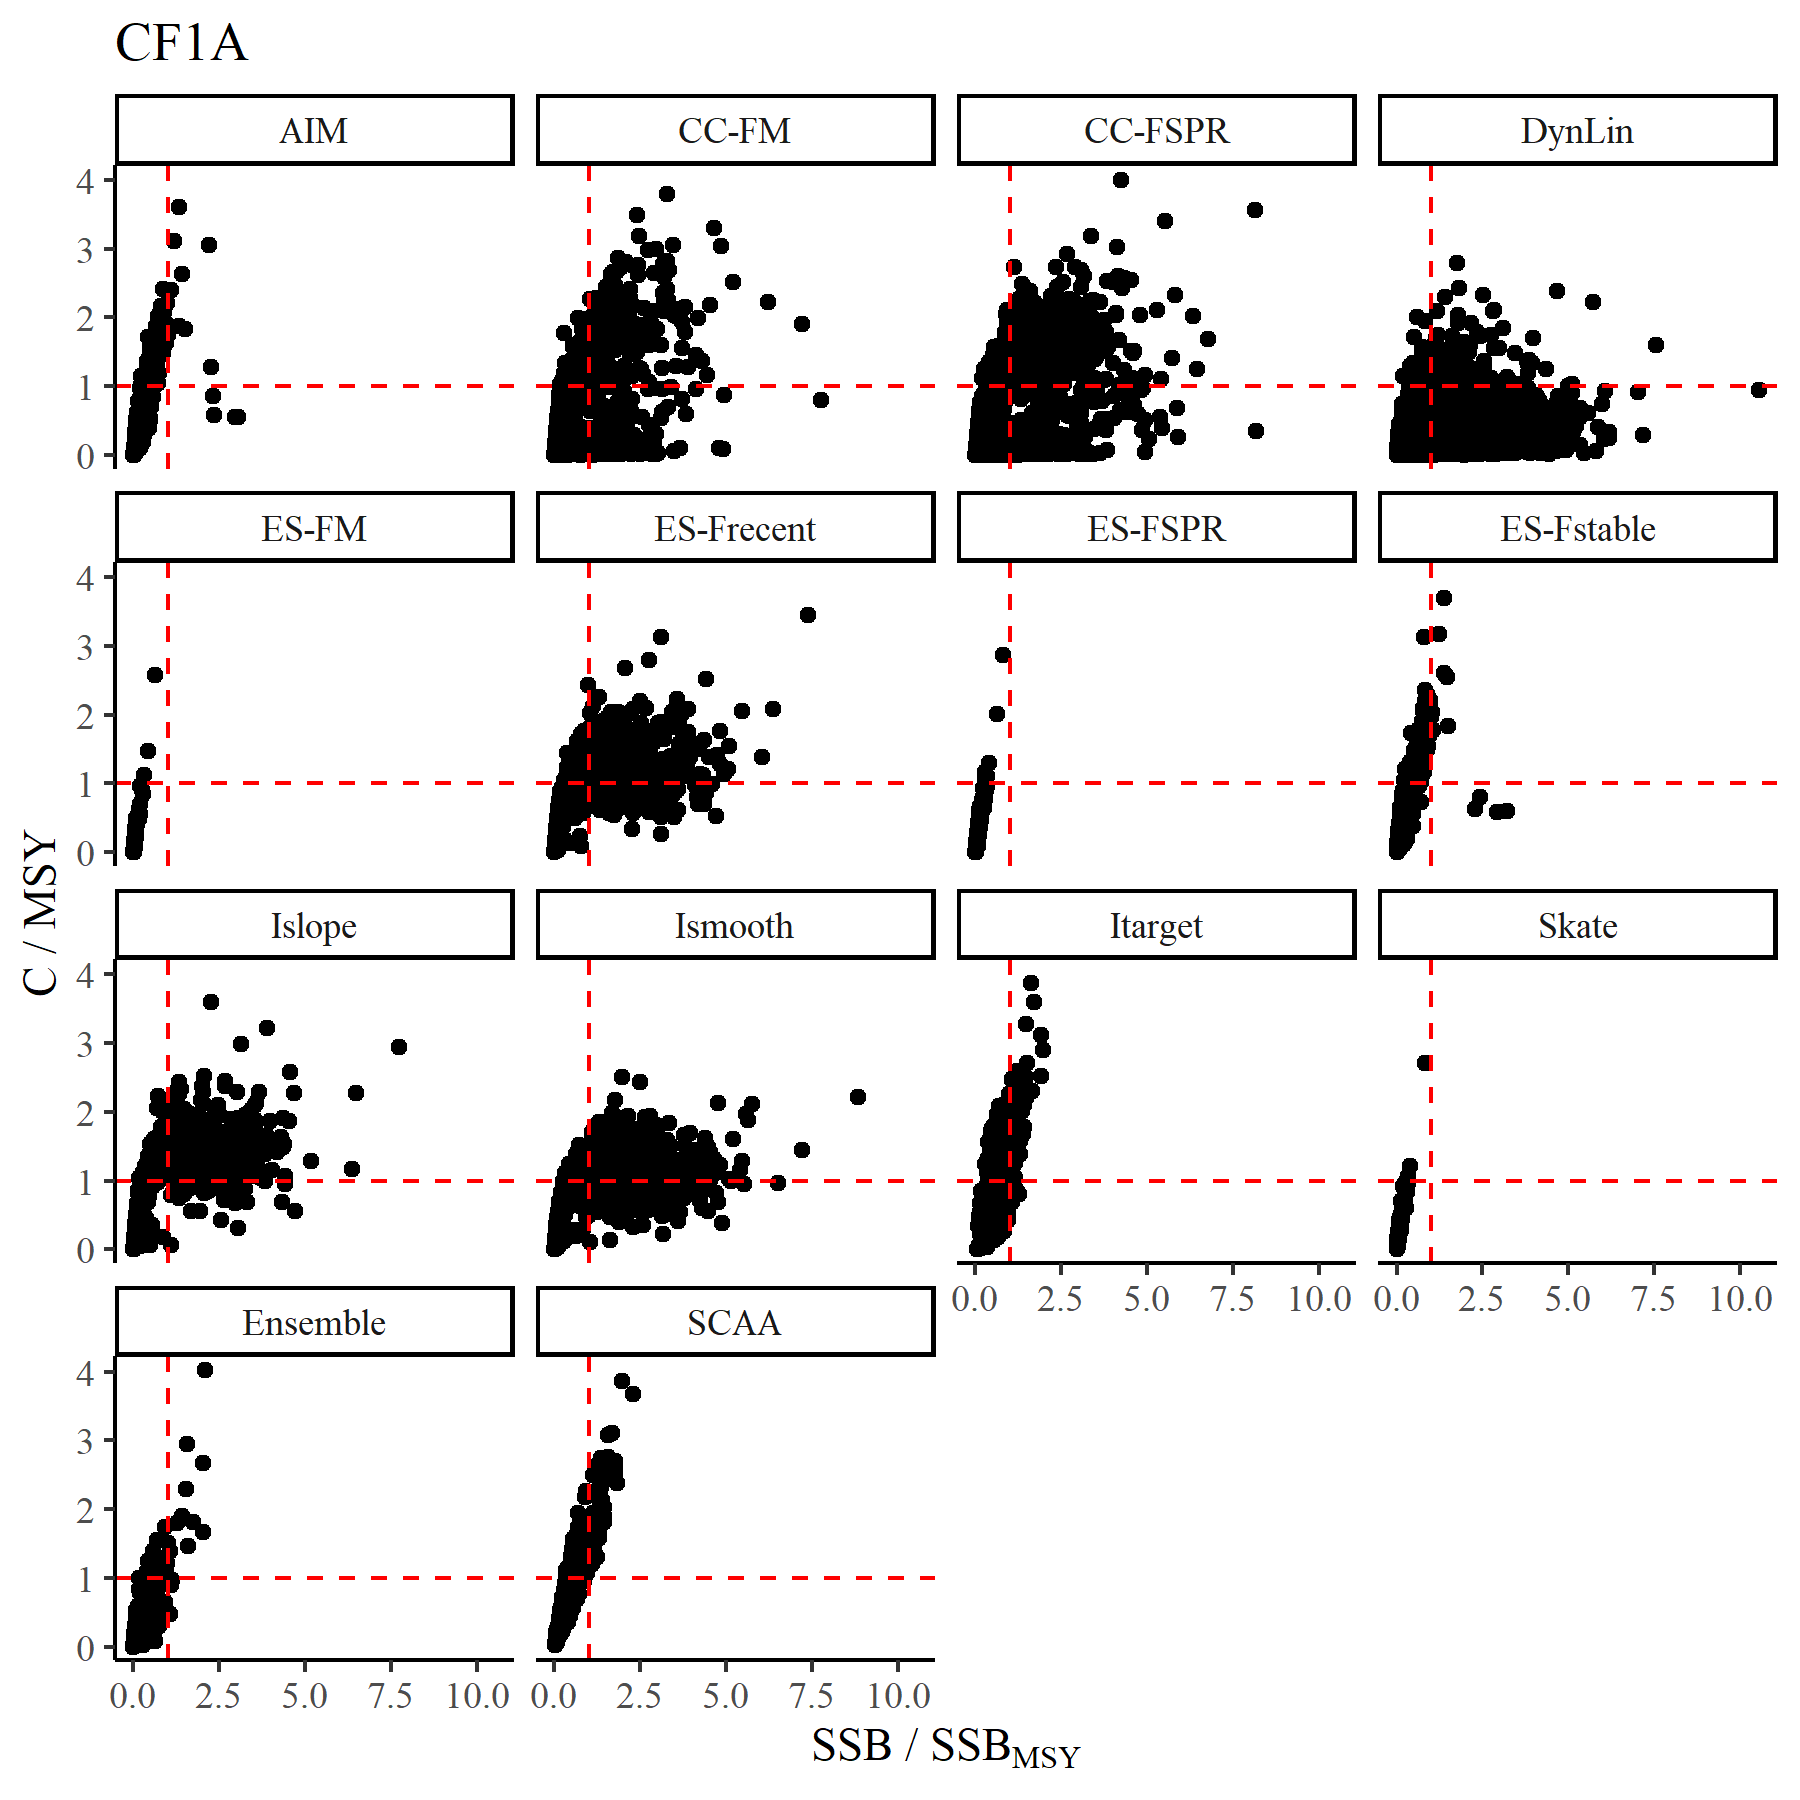 CF1A
AIM CC-FM CC-FSPR DynLin
4
3
2
1
0
ES-FM ES-Frecent ES-FSPR ES-Fstable
4
3
2
1
0
C / MSY
Islope Ismooth Itarget Skate
4
3
2
1
0
0.0 2.5 5.0 7.5 10.0 0.0 2.5 5.0 7.5 10.0
Ensemble SCAA
4
3
2
1
0
0.0 2.5 5.0 7.5 10.0 0.0 2.5 5.0 7.5 10.0
SSB / SSB_MSY